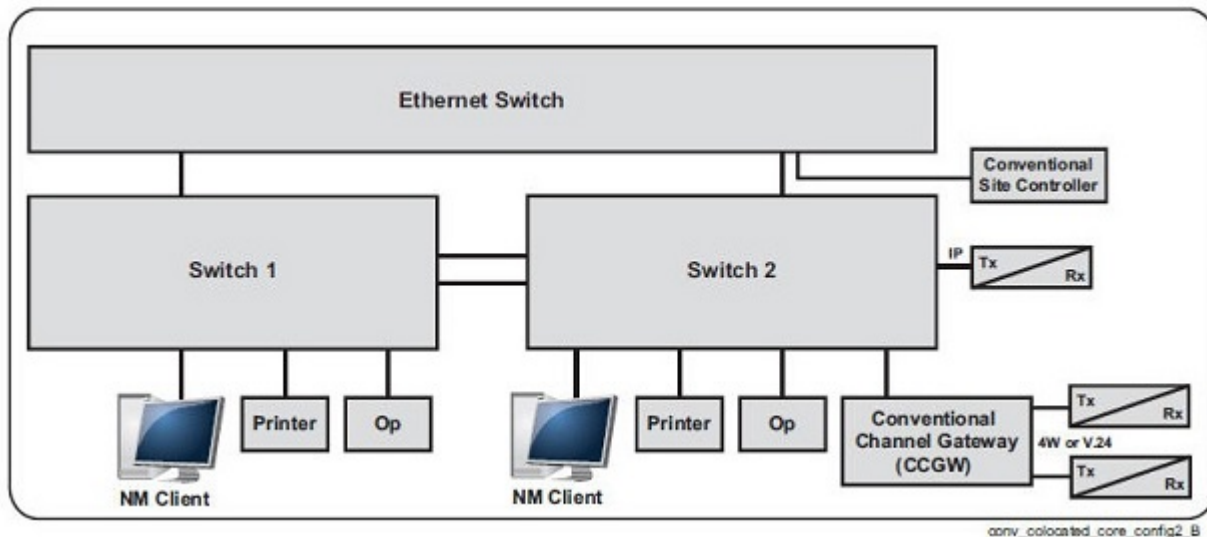 Ethernet Switch
Conventional
Site Controller
Switch 1
Switch 2
IP
Tx
Rx
NM Client
Printer
Op
NM Client
Printer
Op
Conventional
Channel Gateway
(CCGW)
4W or V.24
Tx
Rx
Tx
Rx
conv_colocated_core_config2_B